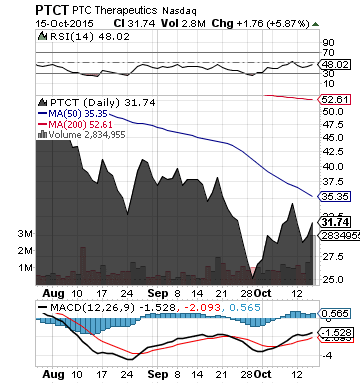 PTCT PTC Therapeutics Nasdaq
15-Oct-2015 Cl 31.74 Vol 2.8M Chg +1.76 (+5.87%)
RSI(14) 48.02
90
70
48.02
30
10
PTCT (Daily) 31.74
MA(50) 35.35
MA(200) 52.61
Volume 2,834,955
52.61
50.0
47.5
45.0
42.5
40.0
37.5
35.35
31.74
2834955
27.5
25.0
3M
2M
1M
Aug 10 17 24 Sep 8 14 21 28 Oct 12
MACD(12,26,9) -1.528, -2.093, 0.565
0.565
-1.528
-2.093
-4
Aug 10 17 24 Sep 8 14 21 28 Oct 12